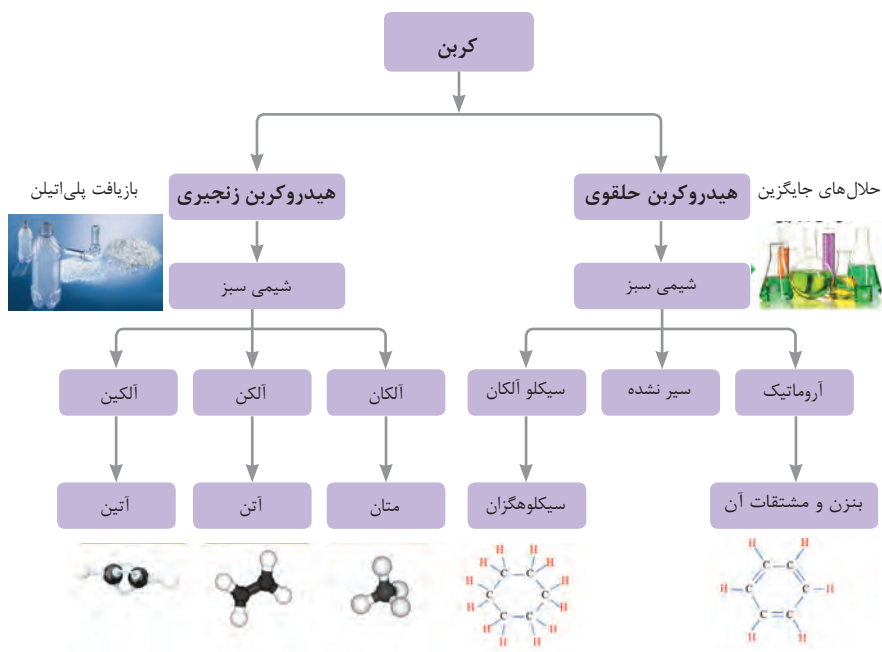 کربن
حلال‌های جایگزین
هیدروکربن حلقوی
هیدروکربن زنجیری
بازیافت پلی‌اتیلن
شیمی سبز
شیمی سبز
آروماتیک
سیر نشده
سیکلو آلکان
آلکان
آلکن
آلکین
بنزن و مشتقات آن
سیکلوهگزان
متان
آتن
آتین
H H
C C
H C C H
C C
H H
H H H H
C C
H H
C C
H H
C C
H H H H